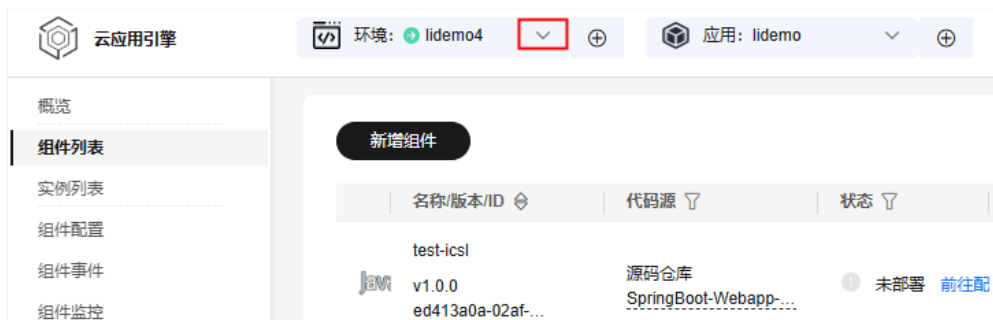 云应用引擎
环境: lidemo4
应用: lidemo
概览
组件列表
实例列表
组件配置
组件事件
组件监控
新增组件
名称/版本/ID 代码源 状态
test-icsl
Java v1.0.0
ed413a0a-02af-...
源码仓库
SpringBoot-Webapp-...
未部署 前往配